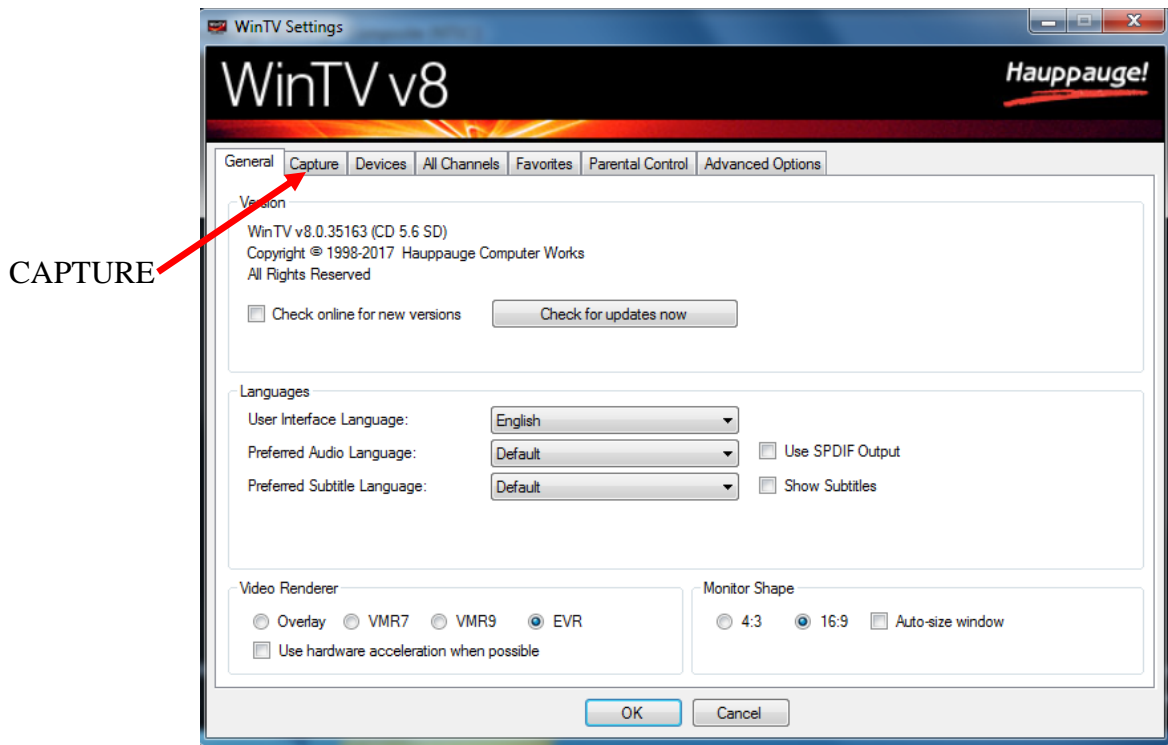 WinTV Settings
WinTV v8
Hauppauge!
General Capture Devices All Channels Favorites Parental Control Advanced Options
Version
WinTV v8.0.35163 (CD 5.6 SD)
Copyright © 1998-2017 Hauppauge Computer Works
CAPTURE
All Rights Reserved
Check online for new versions Check for updates now
Languages
User Interface Language: English
Preferred Audio Language: Default Use SPDIF Output
Preferred Subtitle Language: Default Show Subtitles
Video Renderer Monitor Shape
Overlay VMR7 VMR9 EVR 4:3 16:9 Auto-size window
Use hardware acceleration when possible
OK Cancel